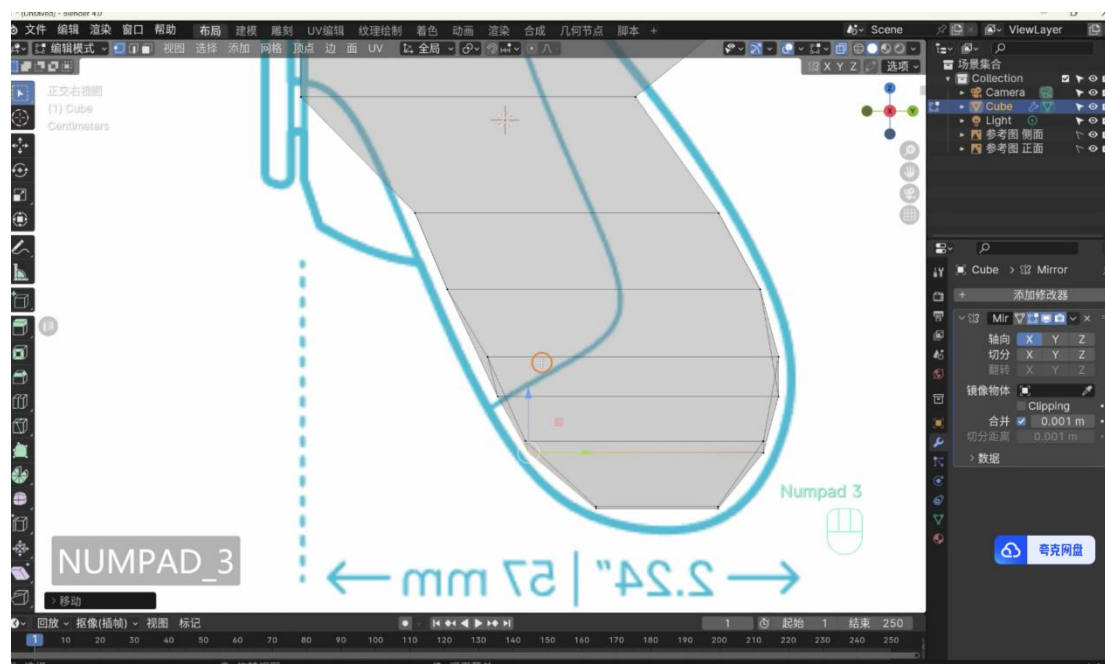 (Unsaved) - Blender 4.0
文件 编辑 渲染 窗口 帮助 布局 建模 雕刻 UV编辑 纹理绘制 着色 动画 渲染 合成 几何节点 脚本 + Scene ViewLayer
编辑模式 视图 选择 添加 网格 顶点 边 面 UV 全局
X Y Z 选项
正交右视图
(1) Cube
Centimeters
场景集合
Collection
Camera
Cube
Light
参考图 侧面
参考图 正面
Z
X
Y
Cube > Mirror
+ 添加修改器
Mir
轴向 X Y Z
切分 X Y Z
翻转 X Y Z
镜像物体
Clipping
合并 0.001 m
切分距离 0.001 m
> 数据
Numpad 3
NUMPAD_3
2.24" | 57 mm
夸克网盘
> 移动
回放 抠像(插帧) 视图 标记 1 起始 1 结束 250
1 10 20 30 40 50 60 70 80 90 100 110 120 130 140 150 160 170 180 190 200 210 220 230 240 250